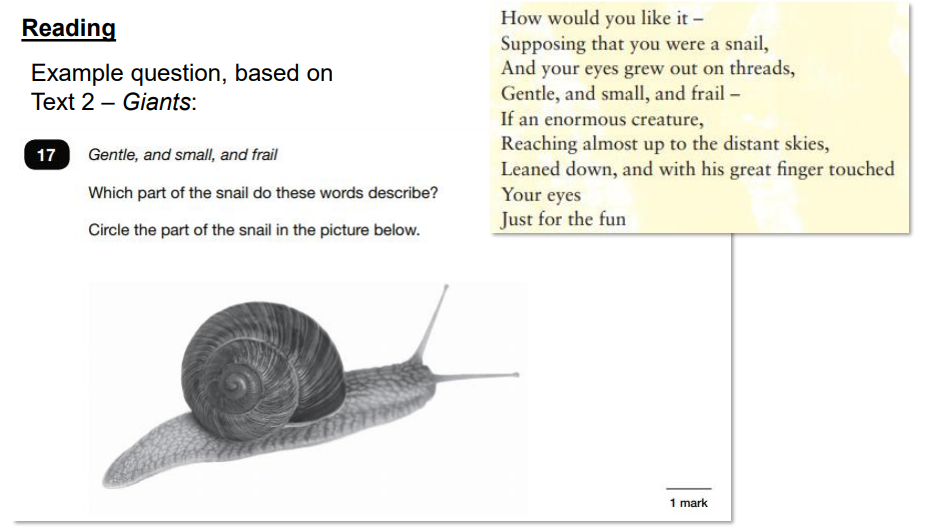 Reading
Example question, based on
Text 2 – Giants:
17
Gentle, and small, and frail
Which part of the snail do these words describe?
Circle the part of the snail in the picture below.
1 mark
How would you like it –
Supposing that you were a snail,
And your eyes grew out on threads,
Gentle, and small, and frail –
If an enormous creature,
Reaching almost up to the distant skies,
Leaned down, and with his great finger touched
Your eyes
Just for the fun